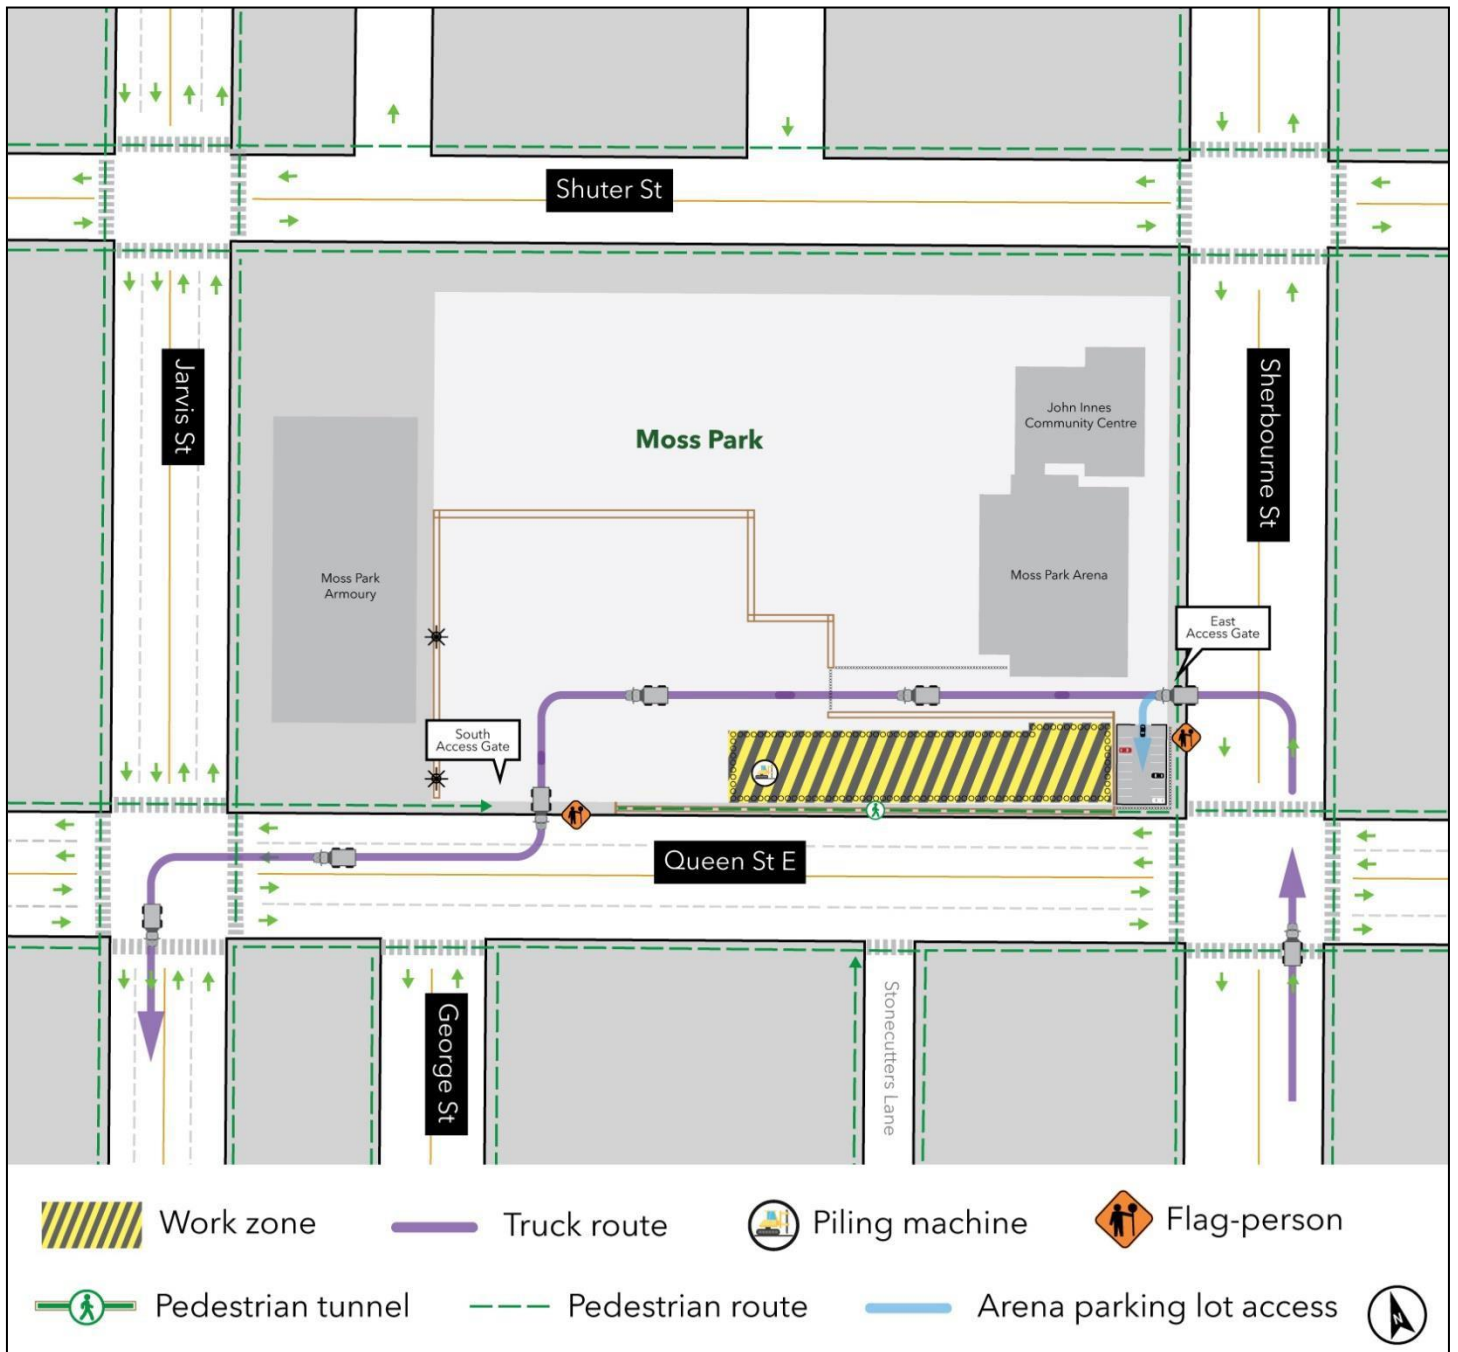 Shuter St
Jarvis St
Sherbourne St
John Innes
Community Centre
Moss Park
Moss Park
Armoury
Moss Park Arena
East
Access Gate
South
Access Gate
Queen St E
George St
Stonecutters Lane
Work zone
Truck route
Piling machine
Flag-person
Pedestrian tunnel
Pedestrian route
Arena parking lot access
N